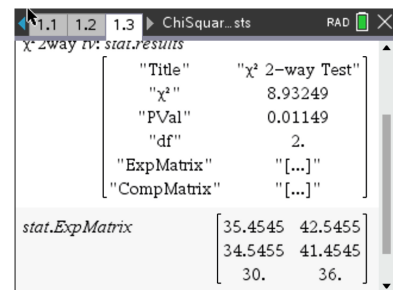 1.1 1.2 1.3 ChiSquar...sts RAD
χ² 2way tv: stat.results
"Title" "χ² 2−way Test"
"χ²" 8.93249
"PVal" 0.01149
"df" 2.
"ExpMatrix" "[...]"
"CompMatrix" "[...]"
stat.ExpMatrix
35.4545 42.5455
34.5455 41.4545
30. 36.